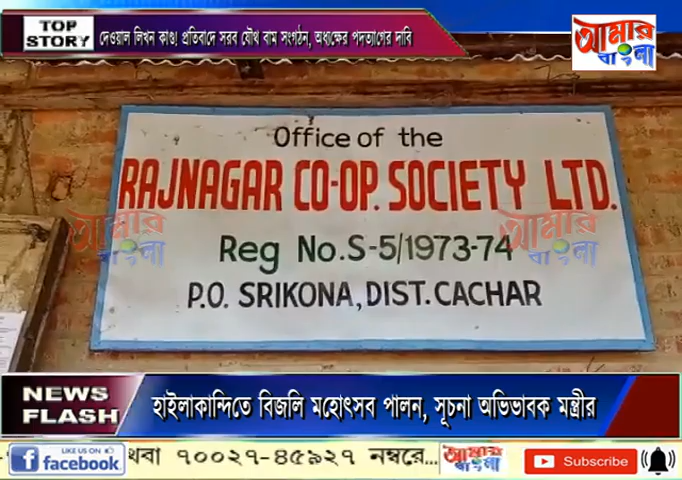 TOP STORY
দেওয়াল লিখন কাণ্ড! প্রতিবাদে সরব যৌথ বাম সংগঠন, অধ্যক্ষের পদত্যাগের দাবি
আমার বাংলা
Office of the
RAJNAGAR CO-OP. SOCIETY LTD.
আমার বাংলা
আমার বাংলা
Reg No. S-5/1973-74
P.O. SRIKONA, DIST. CACHAR
NEWS FLASH
হাইলাকান্দিতে বিজলি মহোৎসব পালন, সূচনা অভিভাবক মন্ত্রীর
LIKE US ON
facebook
৭০০২৭-৪৫৯২৭ নম্বরে...
আমার বাংলা
Subscribe